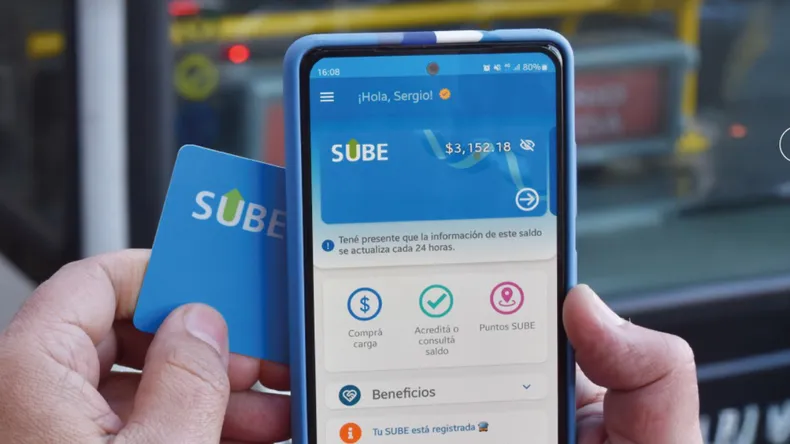 16:08
80%
¡Hola, Sergio!
SUBE
$3,152.18
Tené presente que la información de este saldo
se actualiza cada 24 horas.
Comprá
carga
Acreditá o
consultá
saldo
Puntos SUBE
Beneficios
Tu SUBE está registrada
SUBE